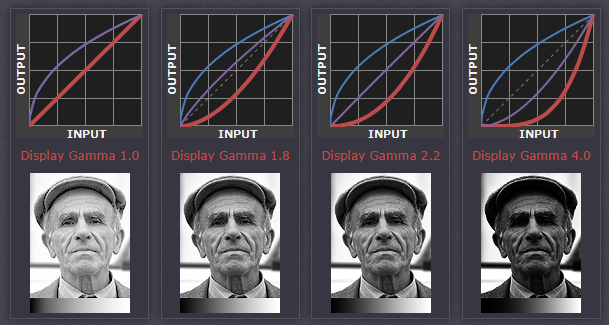 OUTPUT
INPUT
Display Gamma 1.0
OUTPUT
INPUT
Display Gamma 1.8
OUTPUT
INPUT
Display Gamma 2.2
OUTPUT
INPUT
Display Gamma 4.0